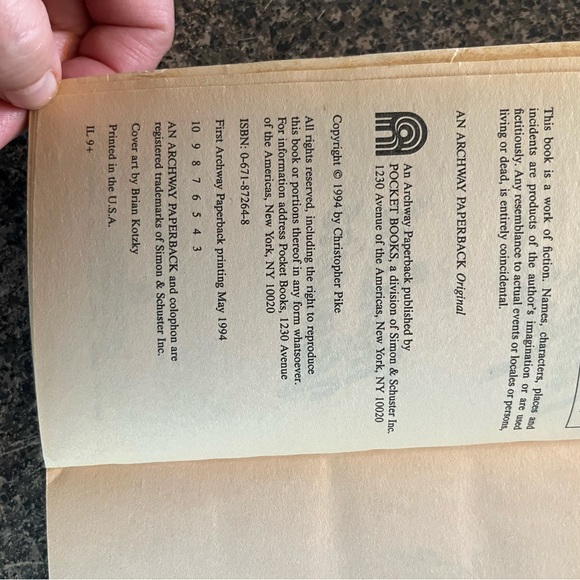 This book is a work of fiction. Names, characters, places and
incidents are products of the author's imagination or are used
fictitiously. Any resemblance to actual events or locales or persons,
living or dead, is entirely coincidental.
AN ARCHWAY PAPERBACK Original
An Archway Paperback published by
POCKET BOOKS, a division of Simon & Schuster Inc.
1230 Avenue of the Americas, New York, NY 10020
Copyright © 1994 by Christopher Pike
All rights reserved, including the right to reproduce
this book or portions thereof in any form whatsoever.
For information address Pocket Books, 1230 Avenue
of the Americas, New York, NY 10020
ISBN: 0-671-87264-8
First Archway Paperback printing May 1994
10 9 8 7 6 5 4 3
AN ARCHWAY PAPERBACK and colophon are
registered trademarks of Simon & Schuster Inc.
Cover art by Brian Kotzky
Printed in the U.S.A.
IL 9+